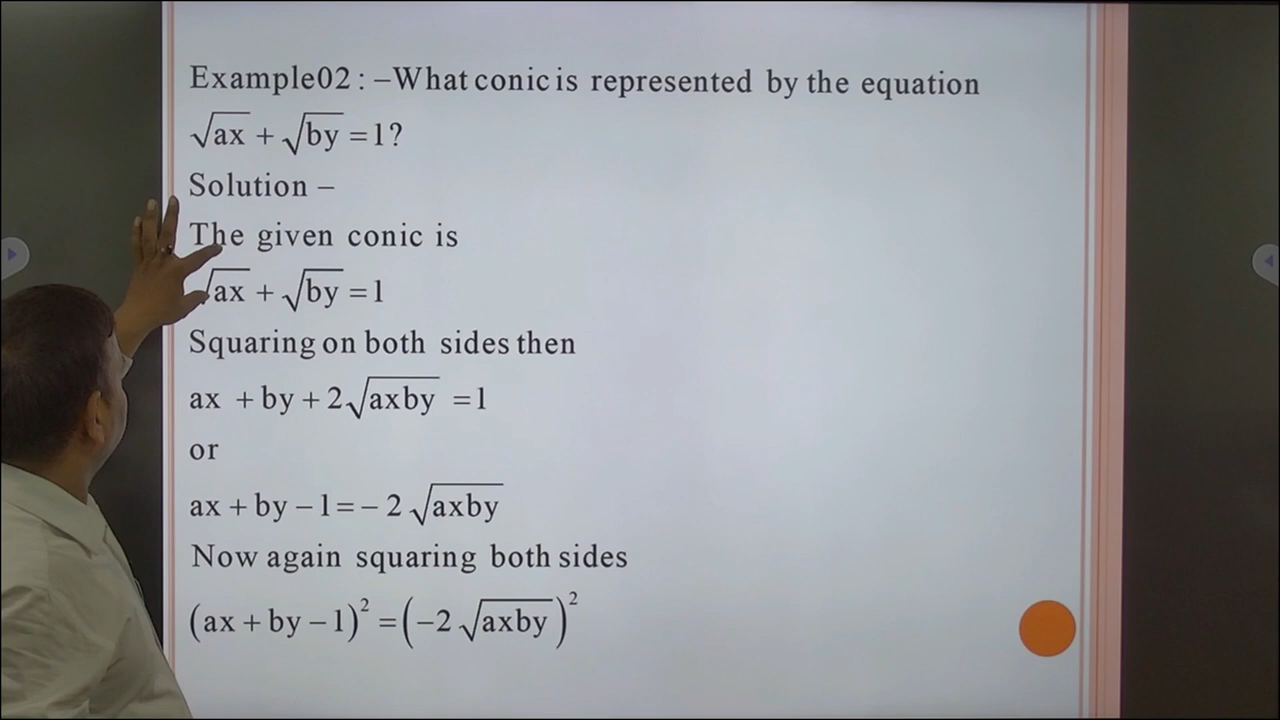 Example02 : –What conic is represented by the equation
√ax + √by = 1?
Solution –
The given conic is
√ax + √by = 1
Squaring on both sides then
ax + by + 2√axby = 1
or
ax + by – 1 = – 2√axby
Now again squaring both sides
(ax + by – 1)² = (–2√axby)²